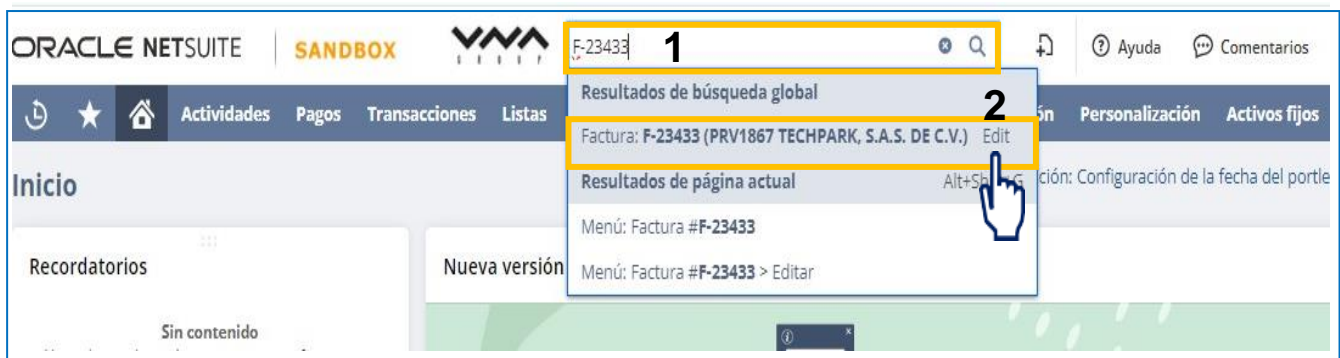 ORACLE NETSUITE SANDBOX F-23433 1 Ayuda Comentarios
Resultados de búsqueda global 2
Actividades Pagos Transacciones Listas Personalización Activos fijos
Factura: F-23433 (PRV1867 TECHPARK, S.A.S. DE C.V.) Edit
Inicio
Resultados de página actual
ción: Configuración de la fecha del portle
Menú: Factura #F-23433
Recordatorios
Nueva versión
Menú: Factura #F-23433 > Editar
Sin contenido